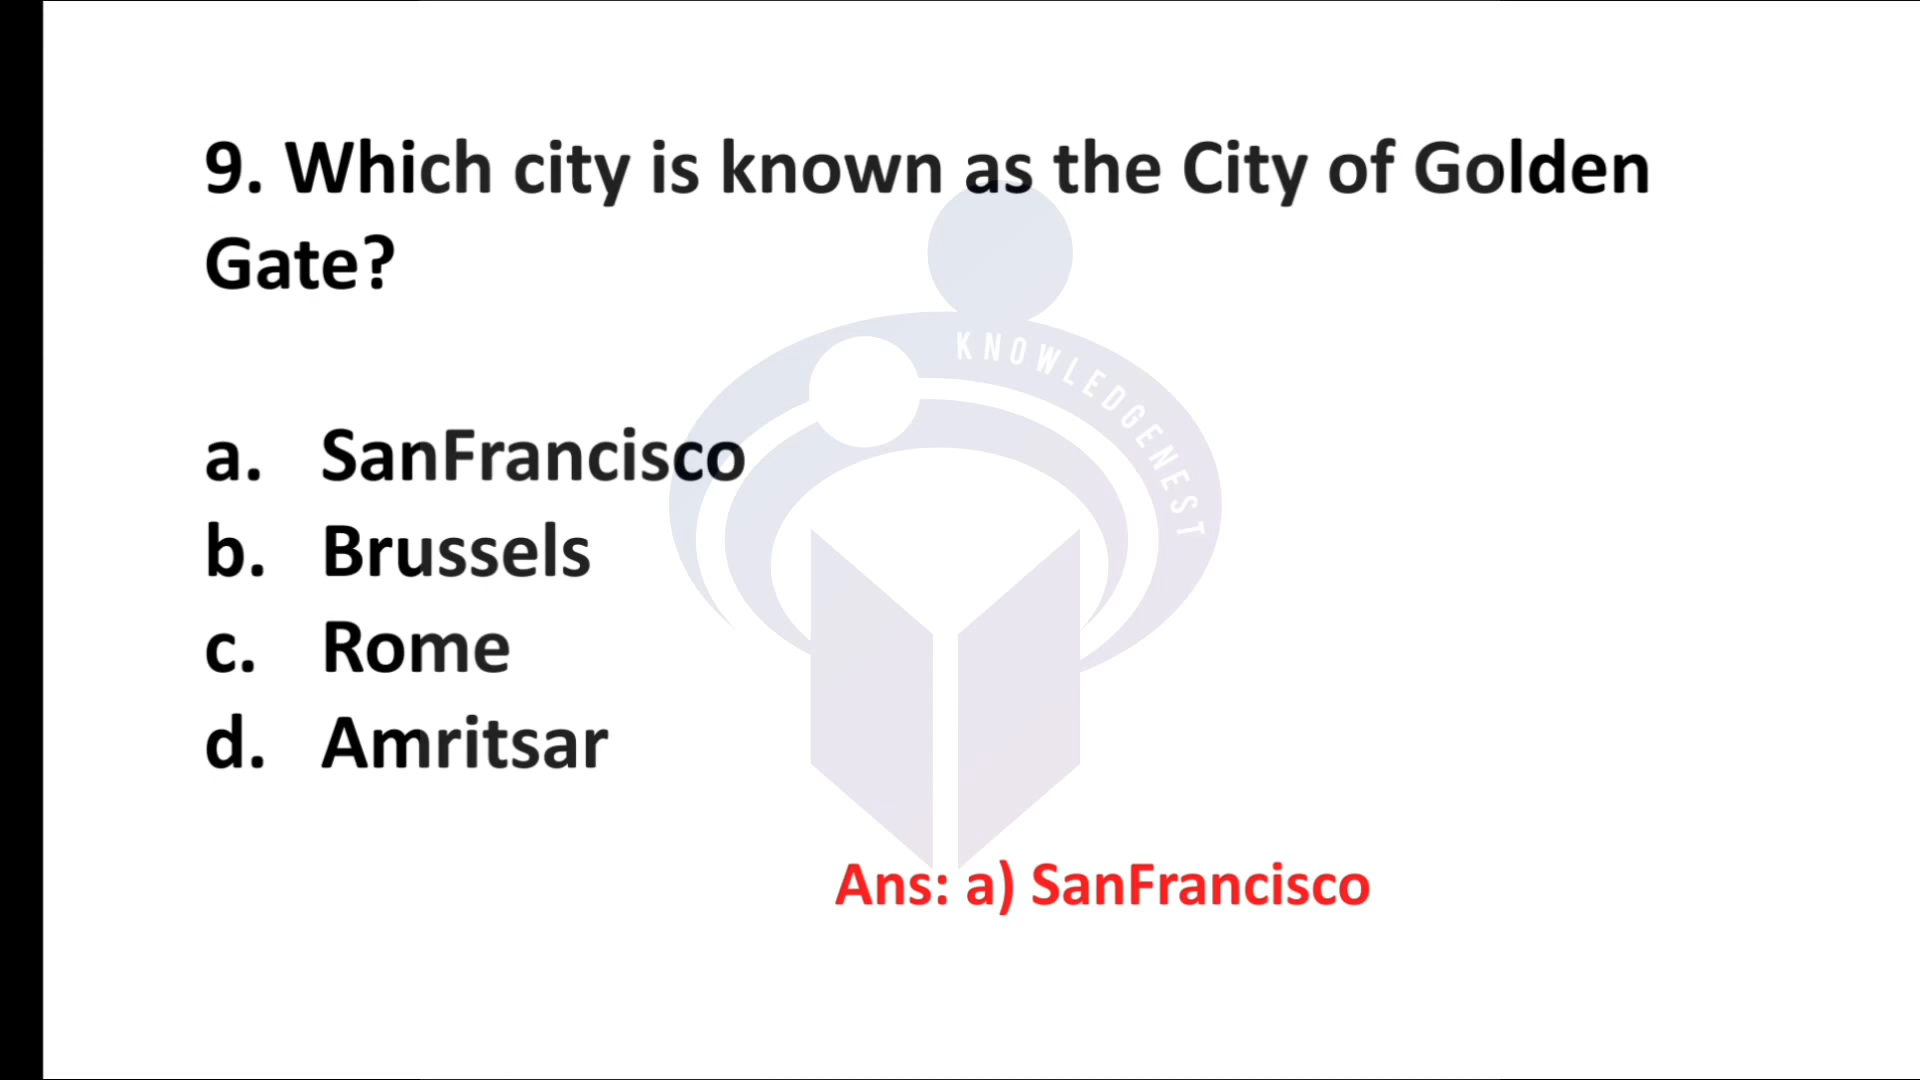 9. Which city is known as the City of Golden
Gate?
KNOWLEDGENEST
a. SanFrancisco
b. Brussels
c. Rome
d. Amritsar
Ans: a) SanFrancisco